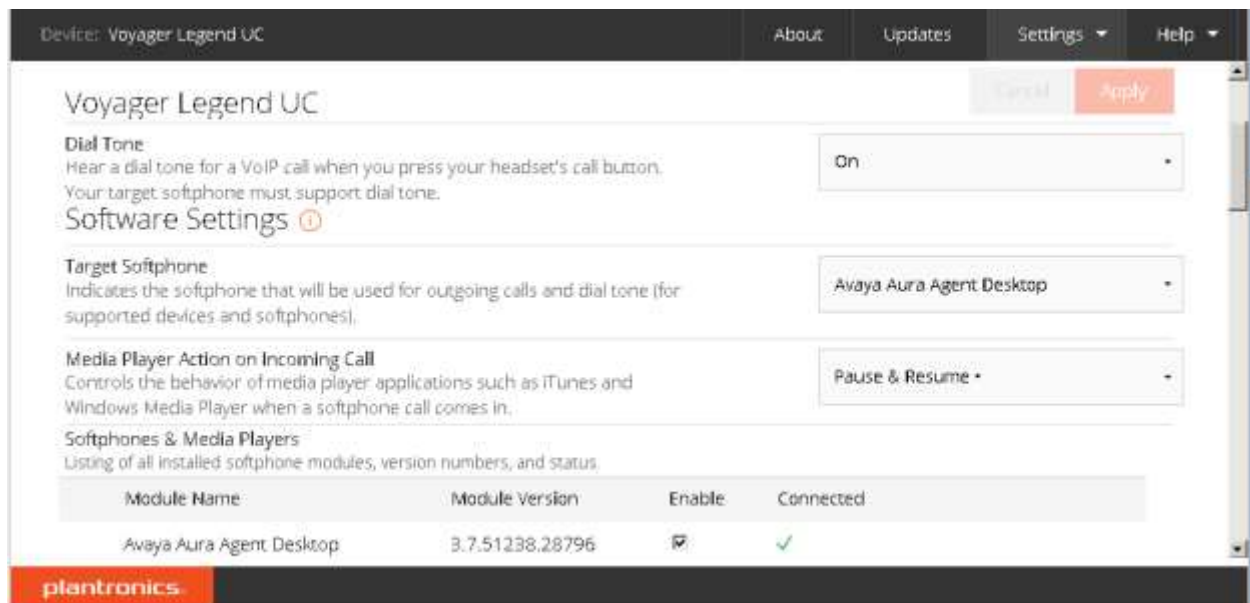 Device: Voyager Legend UC About Updates Settings Help
Cancel Apply
Voyager Legend UC
Dial Tone
Hear a dial tone for a VoIP call when you press your headset's call button.
Your target softphone must support dial tone.
On
Software Settings
Target Softphone
Indicates the softphone that will be used for outgoing calls and dial tone (for
supported devices and softphones).
Avaya Aura Agent Desktop
Media Player Action on Incoming Call
Controls the behavior of media player applications such as iTunes and
Windows Media Player when a softphone call comes in.
Pause & Resume •
Softphones & Media Players
Listing of all installed softphone modules, version numbers, and status
Module Name Module Version Enable Connected
Avaya Aura Agent Desktop 3.7.51238.28796
plantronics